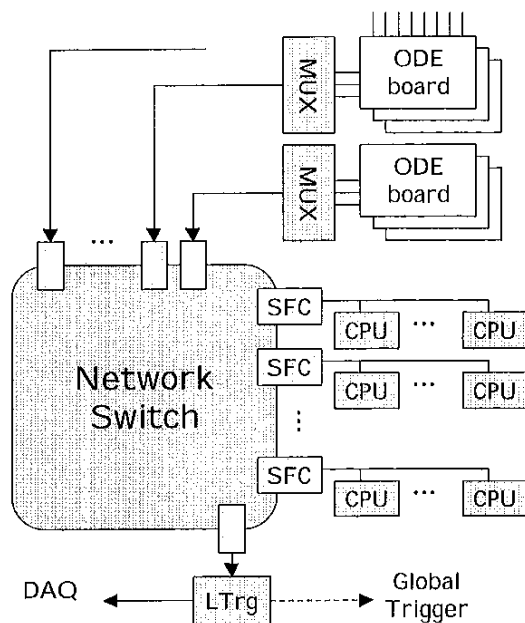 MUX
ODE
board
MUX
ODE
board
...
SFC
CPU ... CPU
Network
Switch
SFC
CPU ... CPU
...
SFC
CPU ... CPU
DAQ
LTrg
Global
Trigger